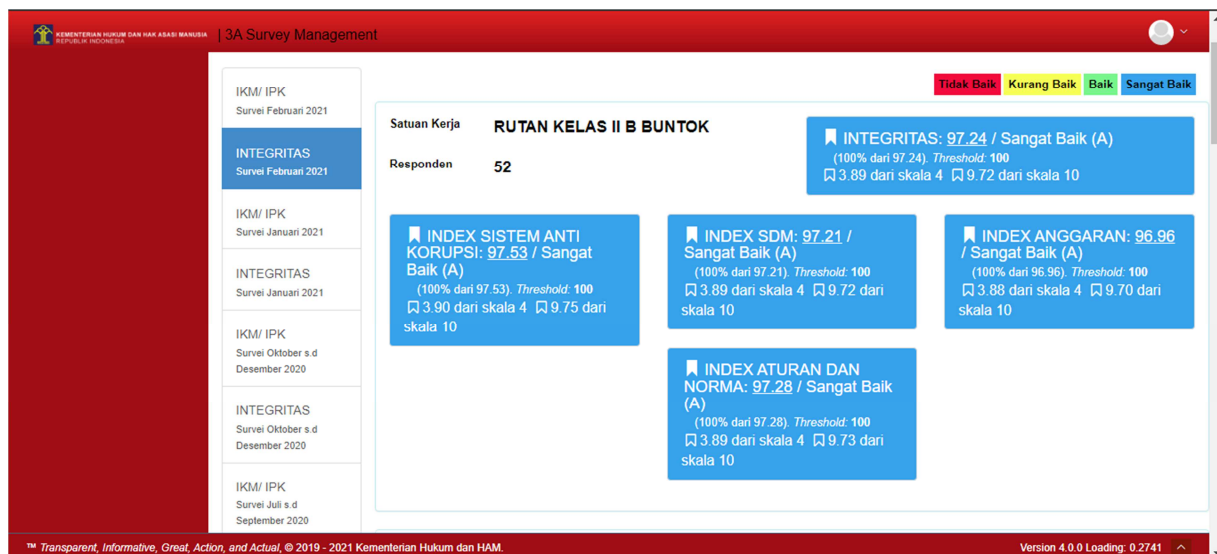 KEMENTERIAN HUKUM DAN HAK ASASI MANUSIA
REPUBLIK INDONESIA
| 3A Survey Management
IKM/ IPK
Survei Februari 2021
INTEGRITAS
Survei Februari 2021
IKM/ IPK
Survei Januari 2021
INTEGRITAS
Survei Januari 2021
IKM/ IPK
Survei Oktober s.d
Desember 2020
INTEGRITAS
Survei Oktober s.d
Desember 2020
IKM/ IPK
Survei Juli s.d
September 2020
Tidak Baik Kurang Baik Baik Sangat Baik
Satuan Kerja RUTAN KELAS II B BUNTOK
Responden 52
INTEGRITAS: 97.24 / Sangat Baik (A)
(100% dari 97.24). Threshold: 100
3.89 dari skala 4 9.72 dari skala 10
INDEX SISTEM ANTI
KORUPSI: 97.53 / Sangat
Baik (A)
(100% dari 97.53). Threshold: 100
3.90 dari skala 4 9.75 dari
skala 10
INDEX SDM: 97.21 /
Sangat Baik (A)
(100% dari 97.21). Threshold: 100
3.89 dari skala 4 9.72 dari
skala 10
INDEX ANGGARAN: 96.96
/ Sangat Baik (A)
(100% dari 96.96). Threshold: 100
3.88 dari skala 4 9.70 dari
skala 10
INDEX ATURAN DAN
NORMA: 97.28 / Sangat Baik
(A)
(100% dari 97.28). Threshold: 100
3.89 dari skala 4 9.73 dari
skala 10
™ Transparent, Informative, Great, Action, and Actual, © 2019 - 2021 Kementerian Hukum dan HAM.
Version 4.0.0 Loading: 0.2741